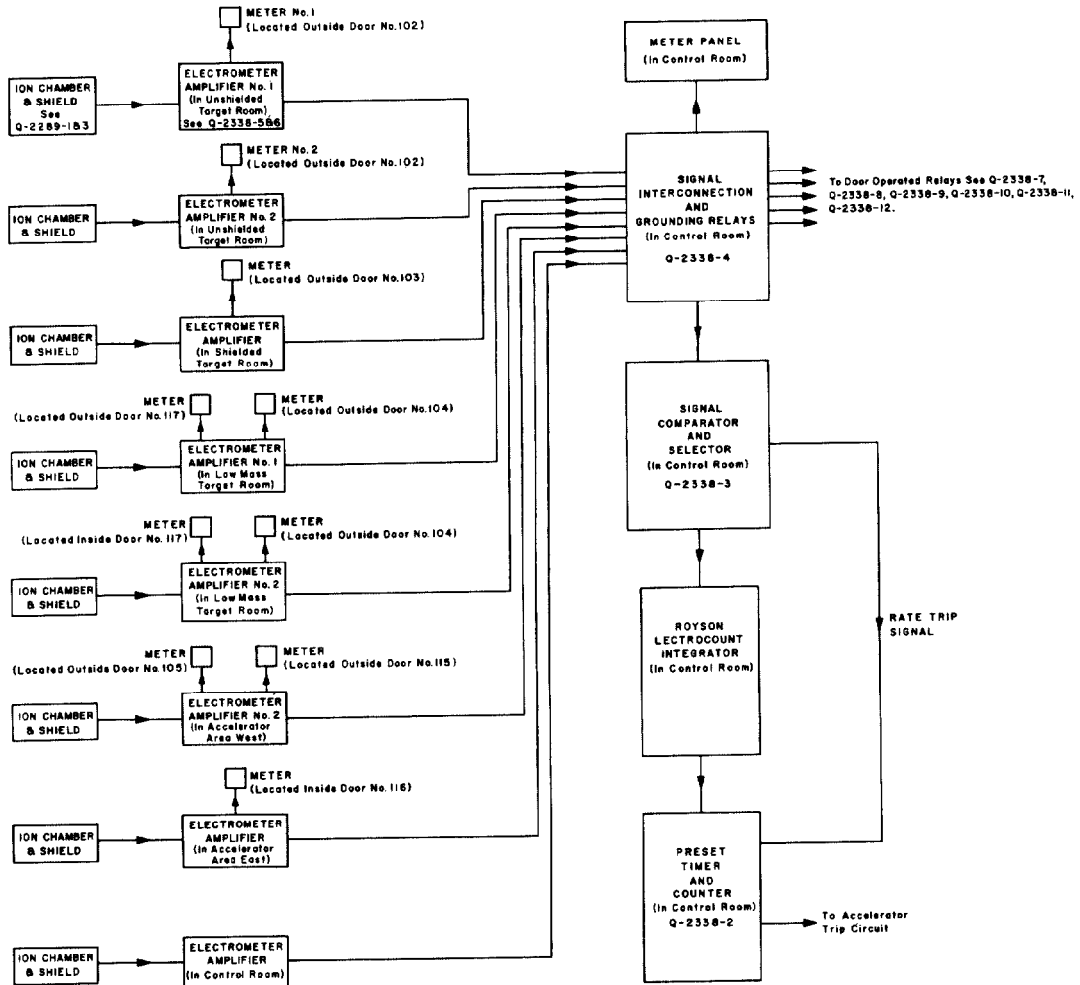 METER No.1
(Located Outside Door No.102)
ION CHAMBER
& SHIELD
See
Q-2289-1&3
ELECTROMETER
AMPLIFIER No.1
(In Unshielded
Target Room)
See Q-2338-5&6
METER No.2
(Located Outside Door No.102)
ION CHAMBER
& SHIELD
ELECTROMETER
AMPLIFIER No.2
(In Unshielded
Target Room)
METER
(Located Outside Door No.103)
ION CHAMBER
& SHIELD
ELECTROMETER
AMPLIFIER
(In Shielded
Target Room)
METER
(Located Outside Door No.117)
METER
(Located Outside Door No.104)
ION CHAMBER
& SHIELD
ELECTROMETER
AMPLIFIER No.1
(In Low Mass
Target Room)
METER
(Located Inside Door No.117)
METER
(Located Outside Door No.104)
ION CHAMBER
& SHIELD
ELECTROMETER
AMPLIFIER No.2
(In Low Mass
Target Room)
METER
(Located Outside Door No.105)
METER
(Located Outside Door No.115)
ION CHAMBER
& SHIELD
ELECTROMETER
AMPLIFIER No.2
(In Accelerator
Area West)
METER
(Located Inside Door No.116)
ION CHAMBER
& SHIELD
ELECTROMETER
AMPLIFIER
(In Accelerator
Area East)
ION CHAMBER
& SHIELD
ELECTROMETER
AMPLIFIER
(In Control Room)
METER PANEL
(In Control Room)
SIGNAL
INTERCONNECTION
AND
GROUNDING RELAYS
(In Control Room)
Q-2338-4
To Door Operated Relays See Q-2338-7,
Q-2338-8, Q-2338-9, Q-2338-10, Q-2338-11,
Q-2338-12.
SIGNAL
COMPARATOR
AND
SELECTOR
(In Control Room)
Q-2338-3
ROYSON
LECTROCOUNT
INTEGRATOR
(In Control Room)
RATE TRIP
SIGNAL
PRESET
TIMER
AND
COUNTER
(In Control Room)
Q-2338-2
To Accelerator
Trip Circuit